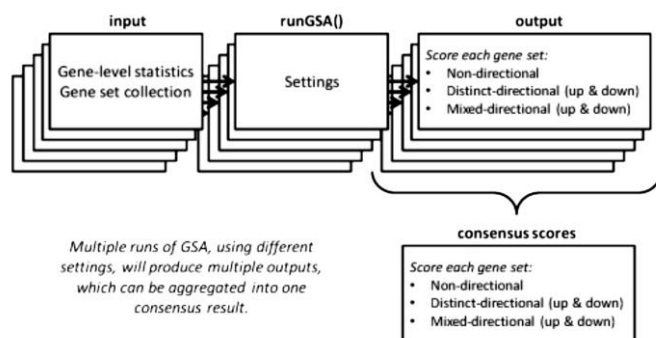 input
runGSA()
output
Gene-level statistics
Gene set collection
Settings
Score each gene set:
• Non-directional
• Distinct-directional (up & down)
• Mixed-directional (up & down)
Multiple runs of GSA, using different
settings, will produce multiple outputs,
which can be aggregated into one
consensus result.
consensus scores
Score each gene set:
• Non-directional
• Distinct-directional (up & down)
• Mixed-directional (up & down)